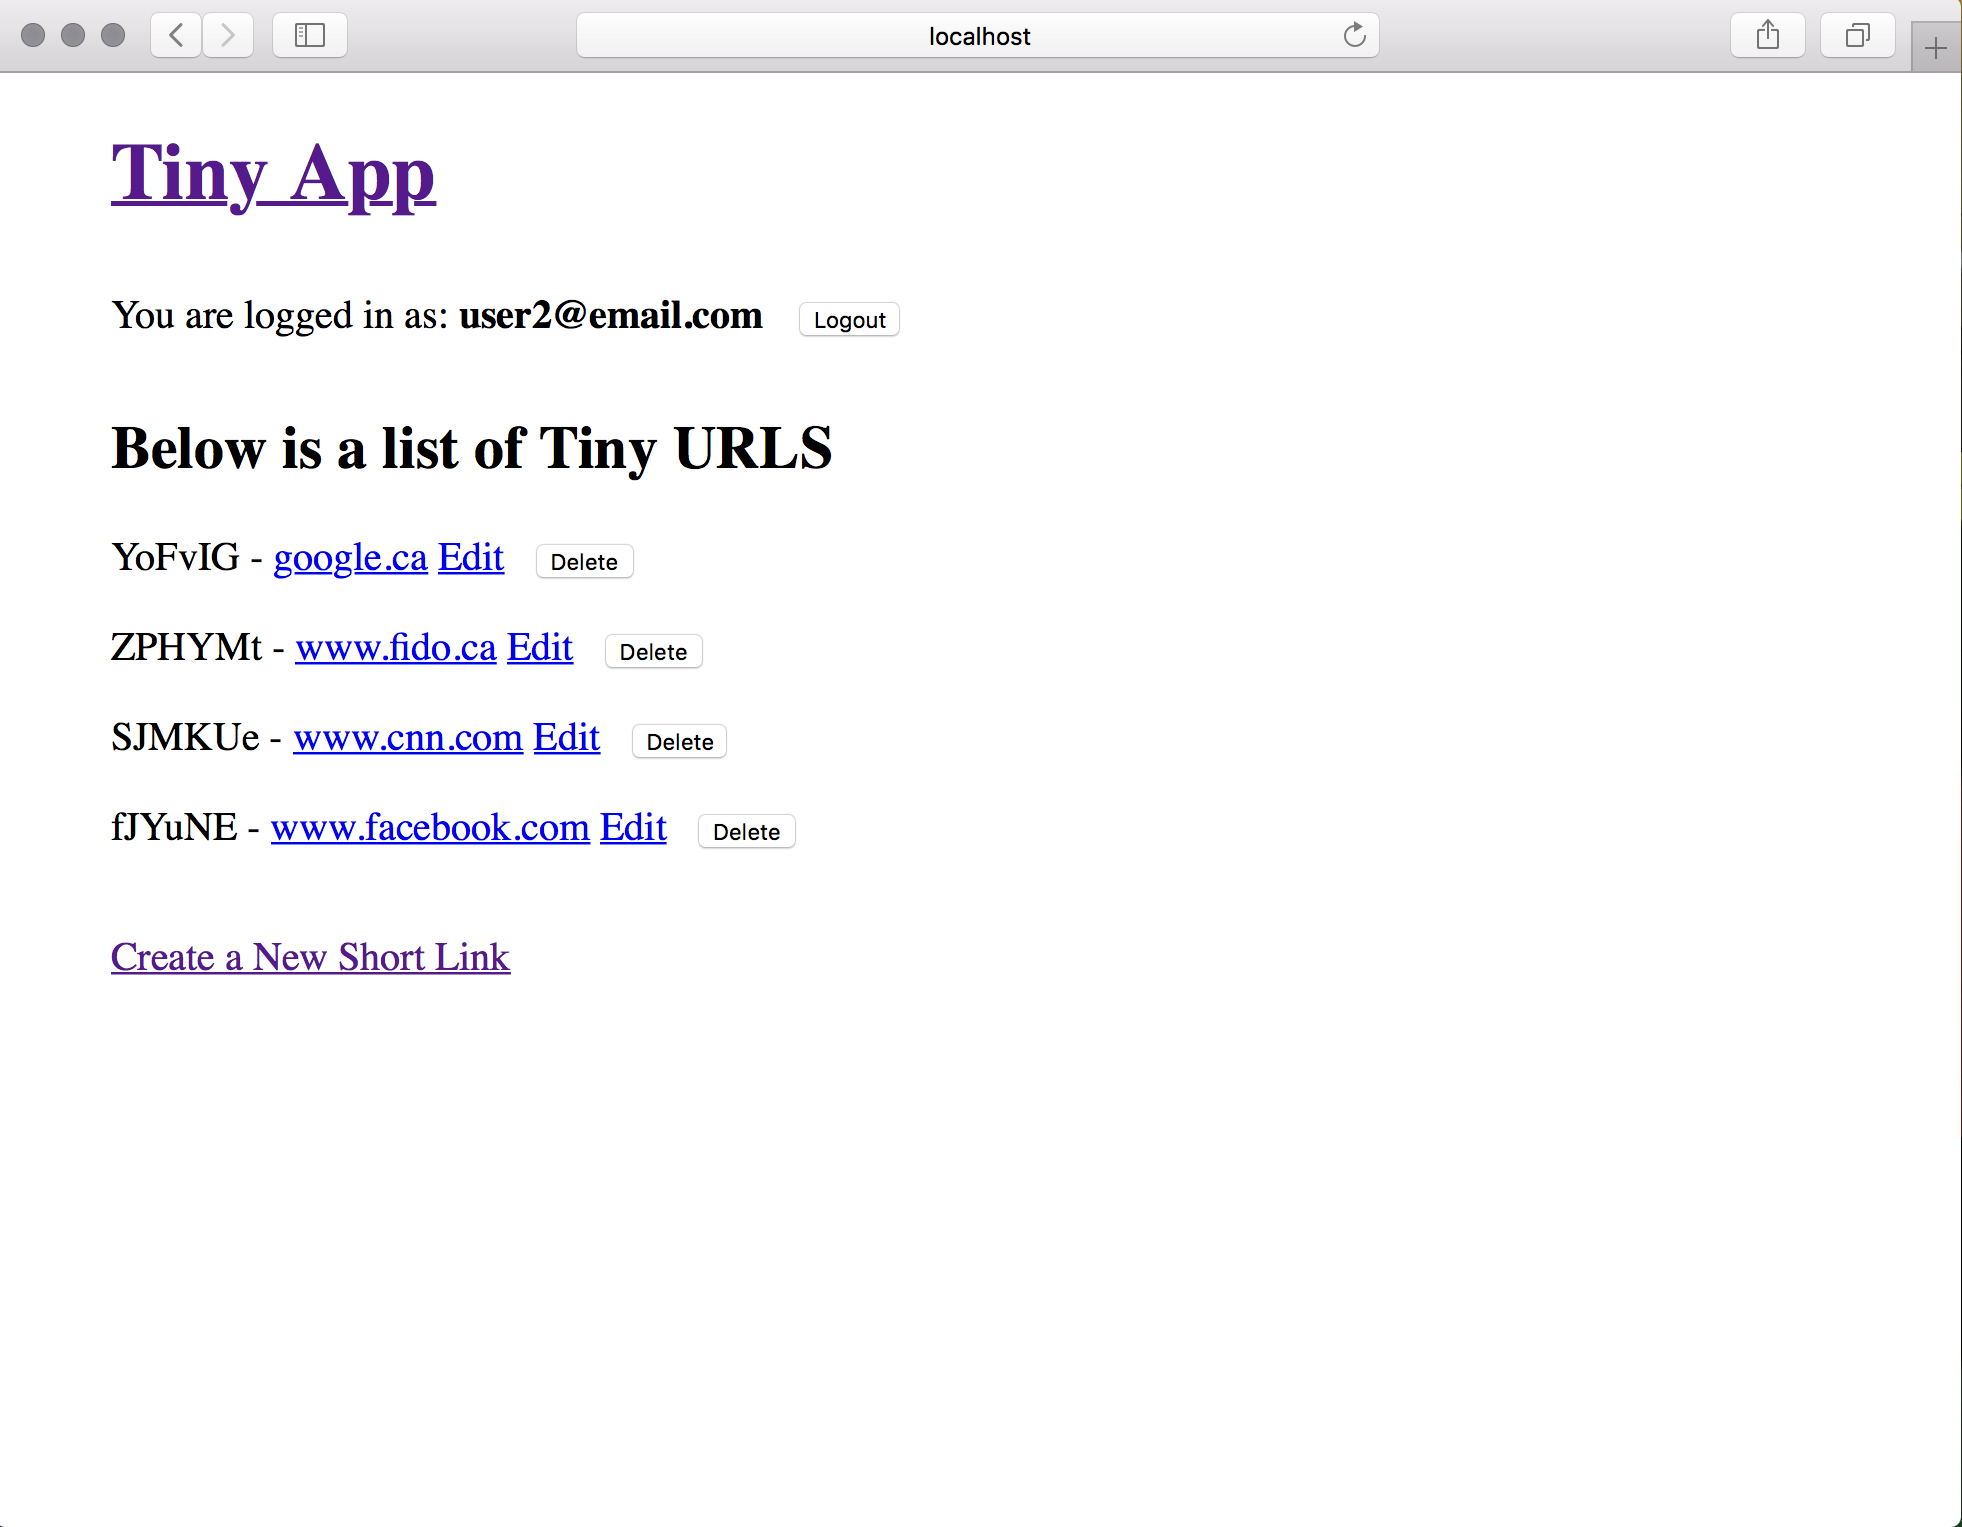 localhost
Tiny App
You are logged in as: user2@email.com Logout
Below is a list of Tiny URLS
YoFvIG - google.ca Edit Delete
ZPHYMt - www.fido.ca Edit Delete
SJMKUe - www.cnn.com Edit Delete
fJYuNE - www.facebook.com Edit Delete
Create a New Short Link